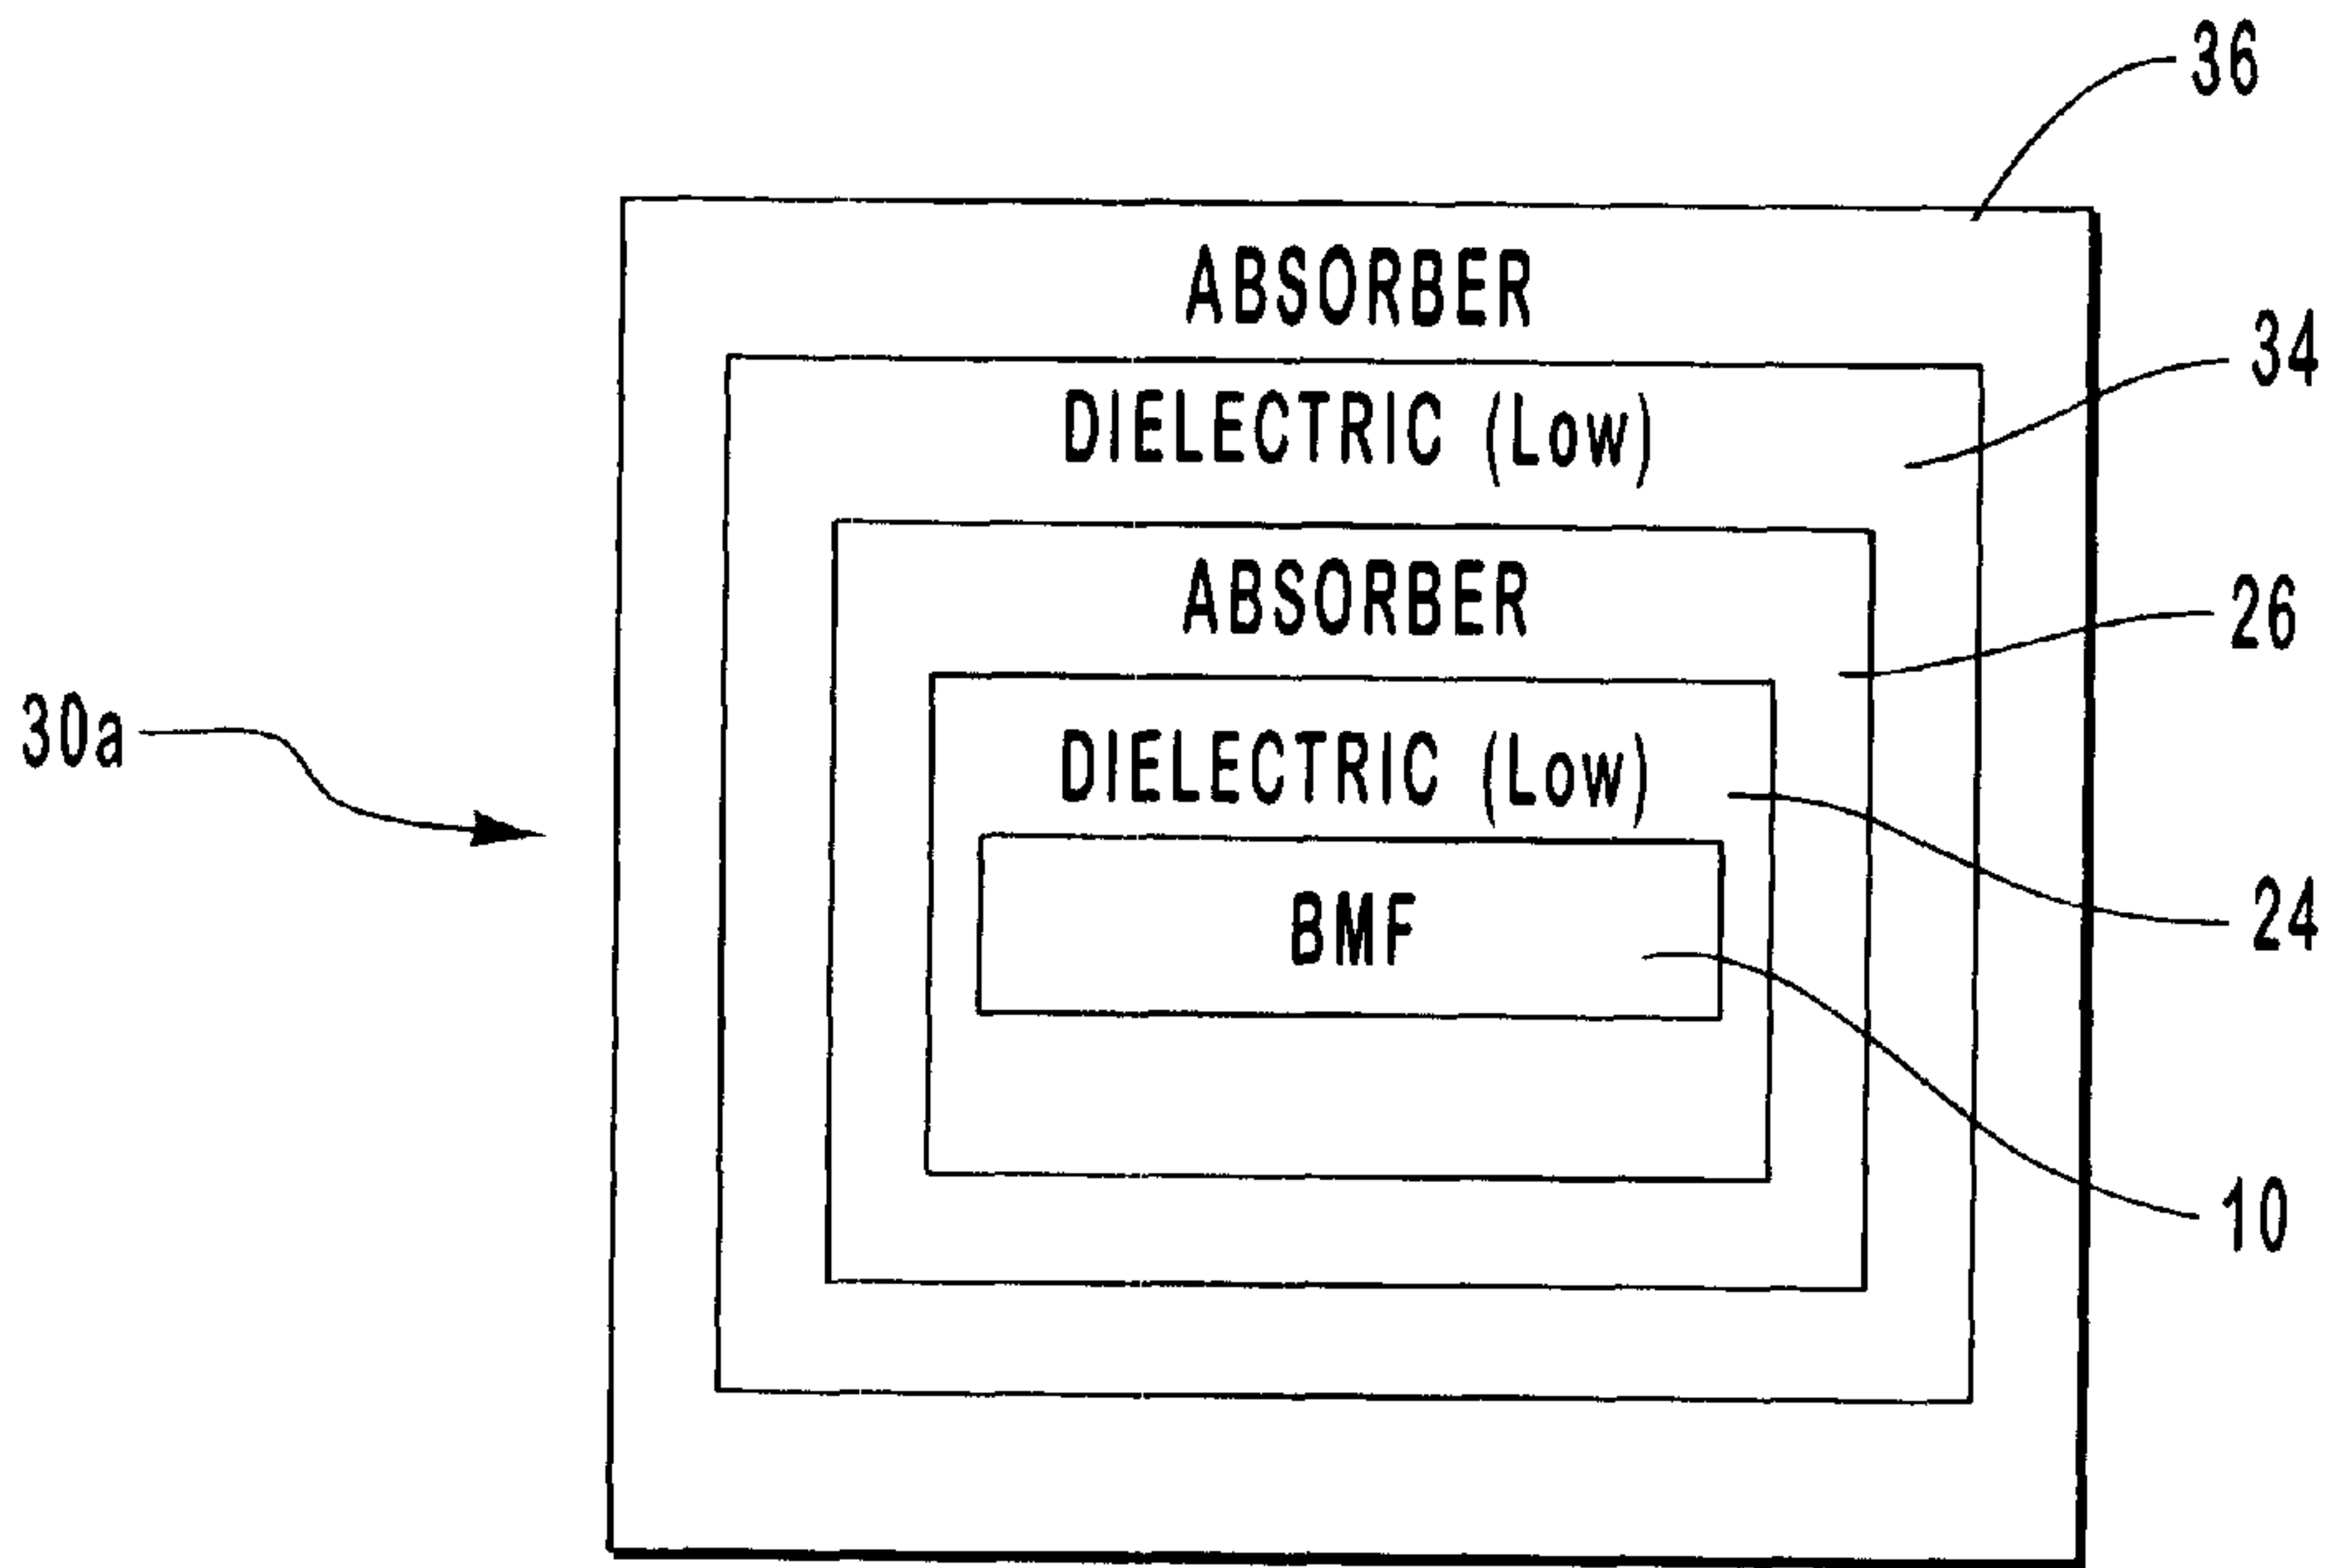 36
ABSORBER
34
DIELECTRIC (Low)
ABSORBER
26
30a
DIELECTRIC (Low)
24
BMF
10